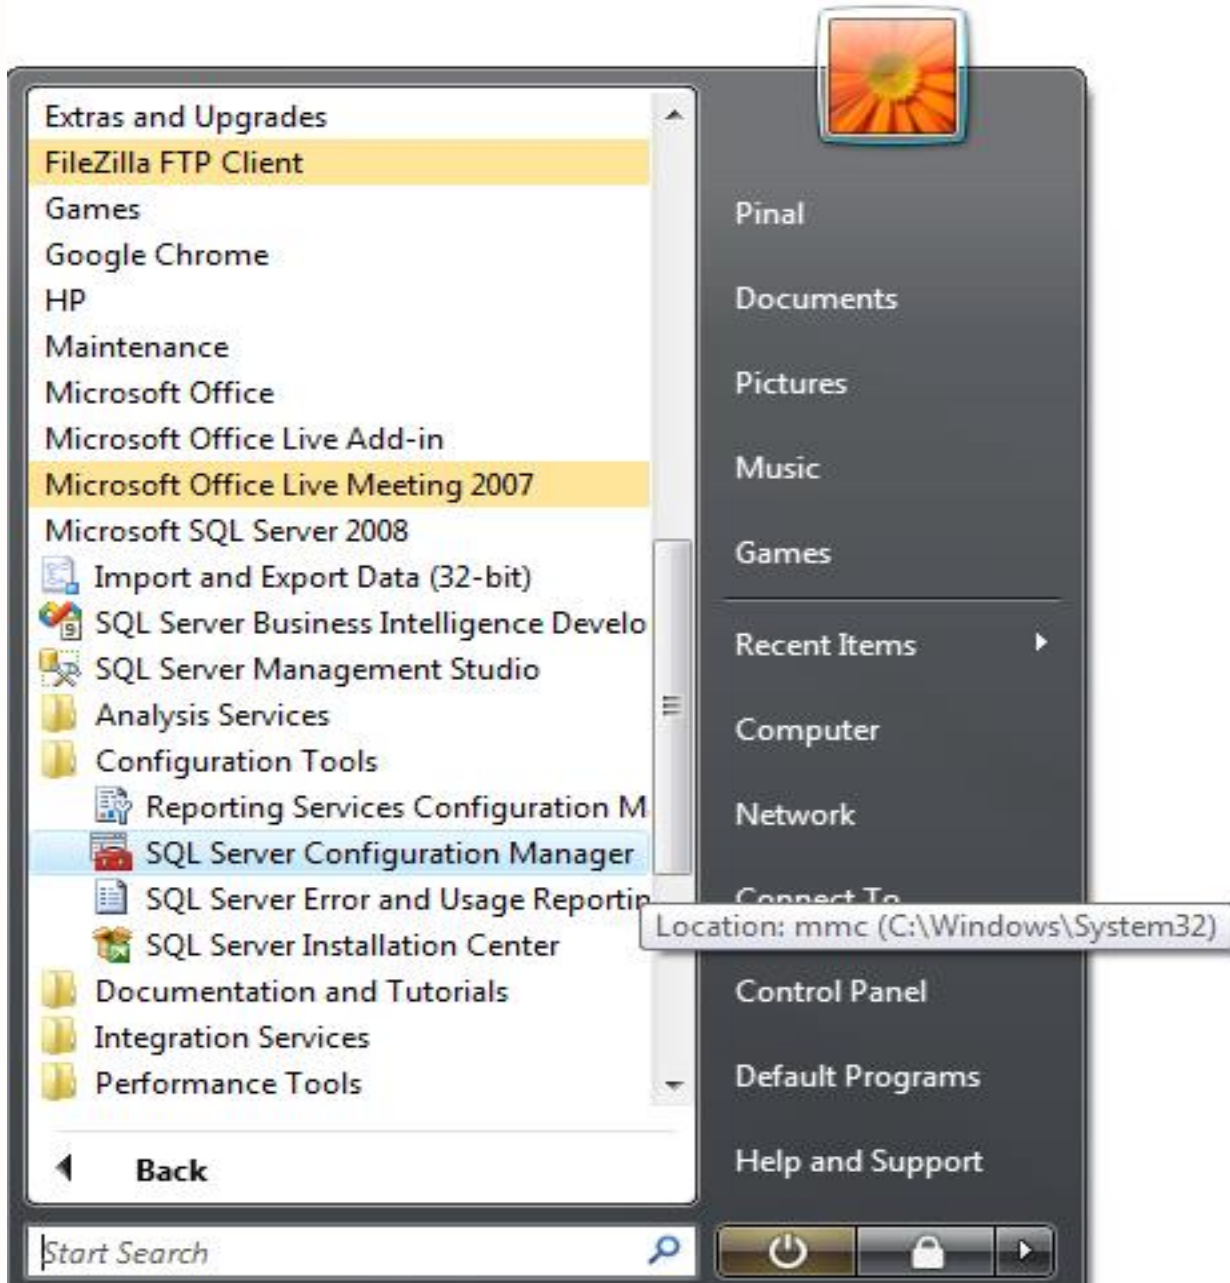 Extras and Upgrades
FileZilla FTP Client
Games
Google Chrome
HP
Maintenance
Microsoft Office
Microsoft Office Live Add-in
Microsoft Office Live Meeting 2007
Microsoft SQL Server 2008
Import and Export Data (32-bit)
SQL Server Business Intelligence Develo
SQL Server Management Studio
Analysis Services
Configuration Tools
Reporting Services Configuration M
SQL Server Configuration Manager
SQL Server Error and Usage Reportin
SQL Server Installation Center
Documentation and Tutorials
Integration Services
Performance Tools
Back
Start Search
Pinal
Documents
Pictures
Music
Games
Recent Items
Computer
Network
Connect To
Location: mmc (C:\Windows\System32)
Control Panel
Default Programs
Help and Support